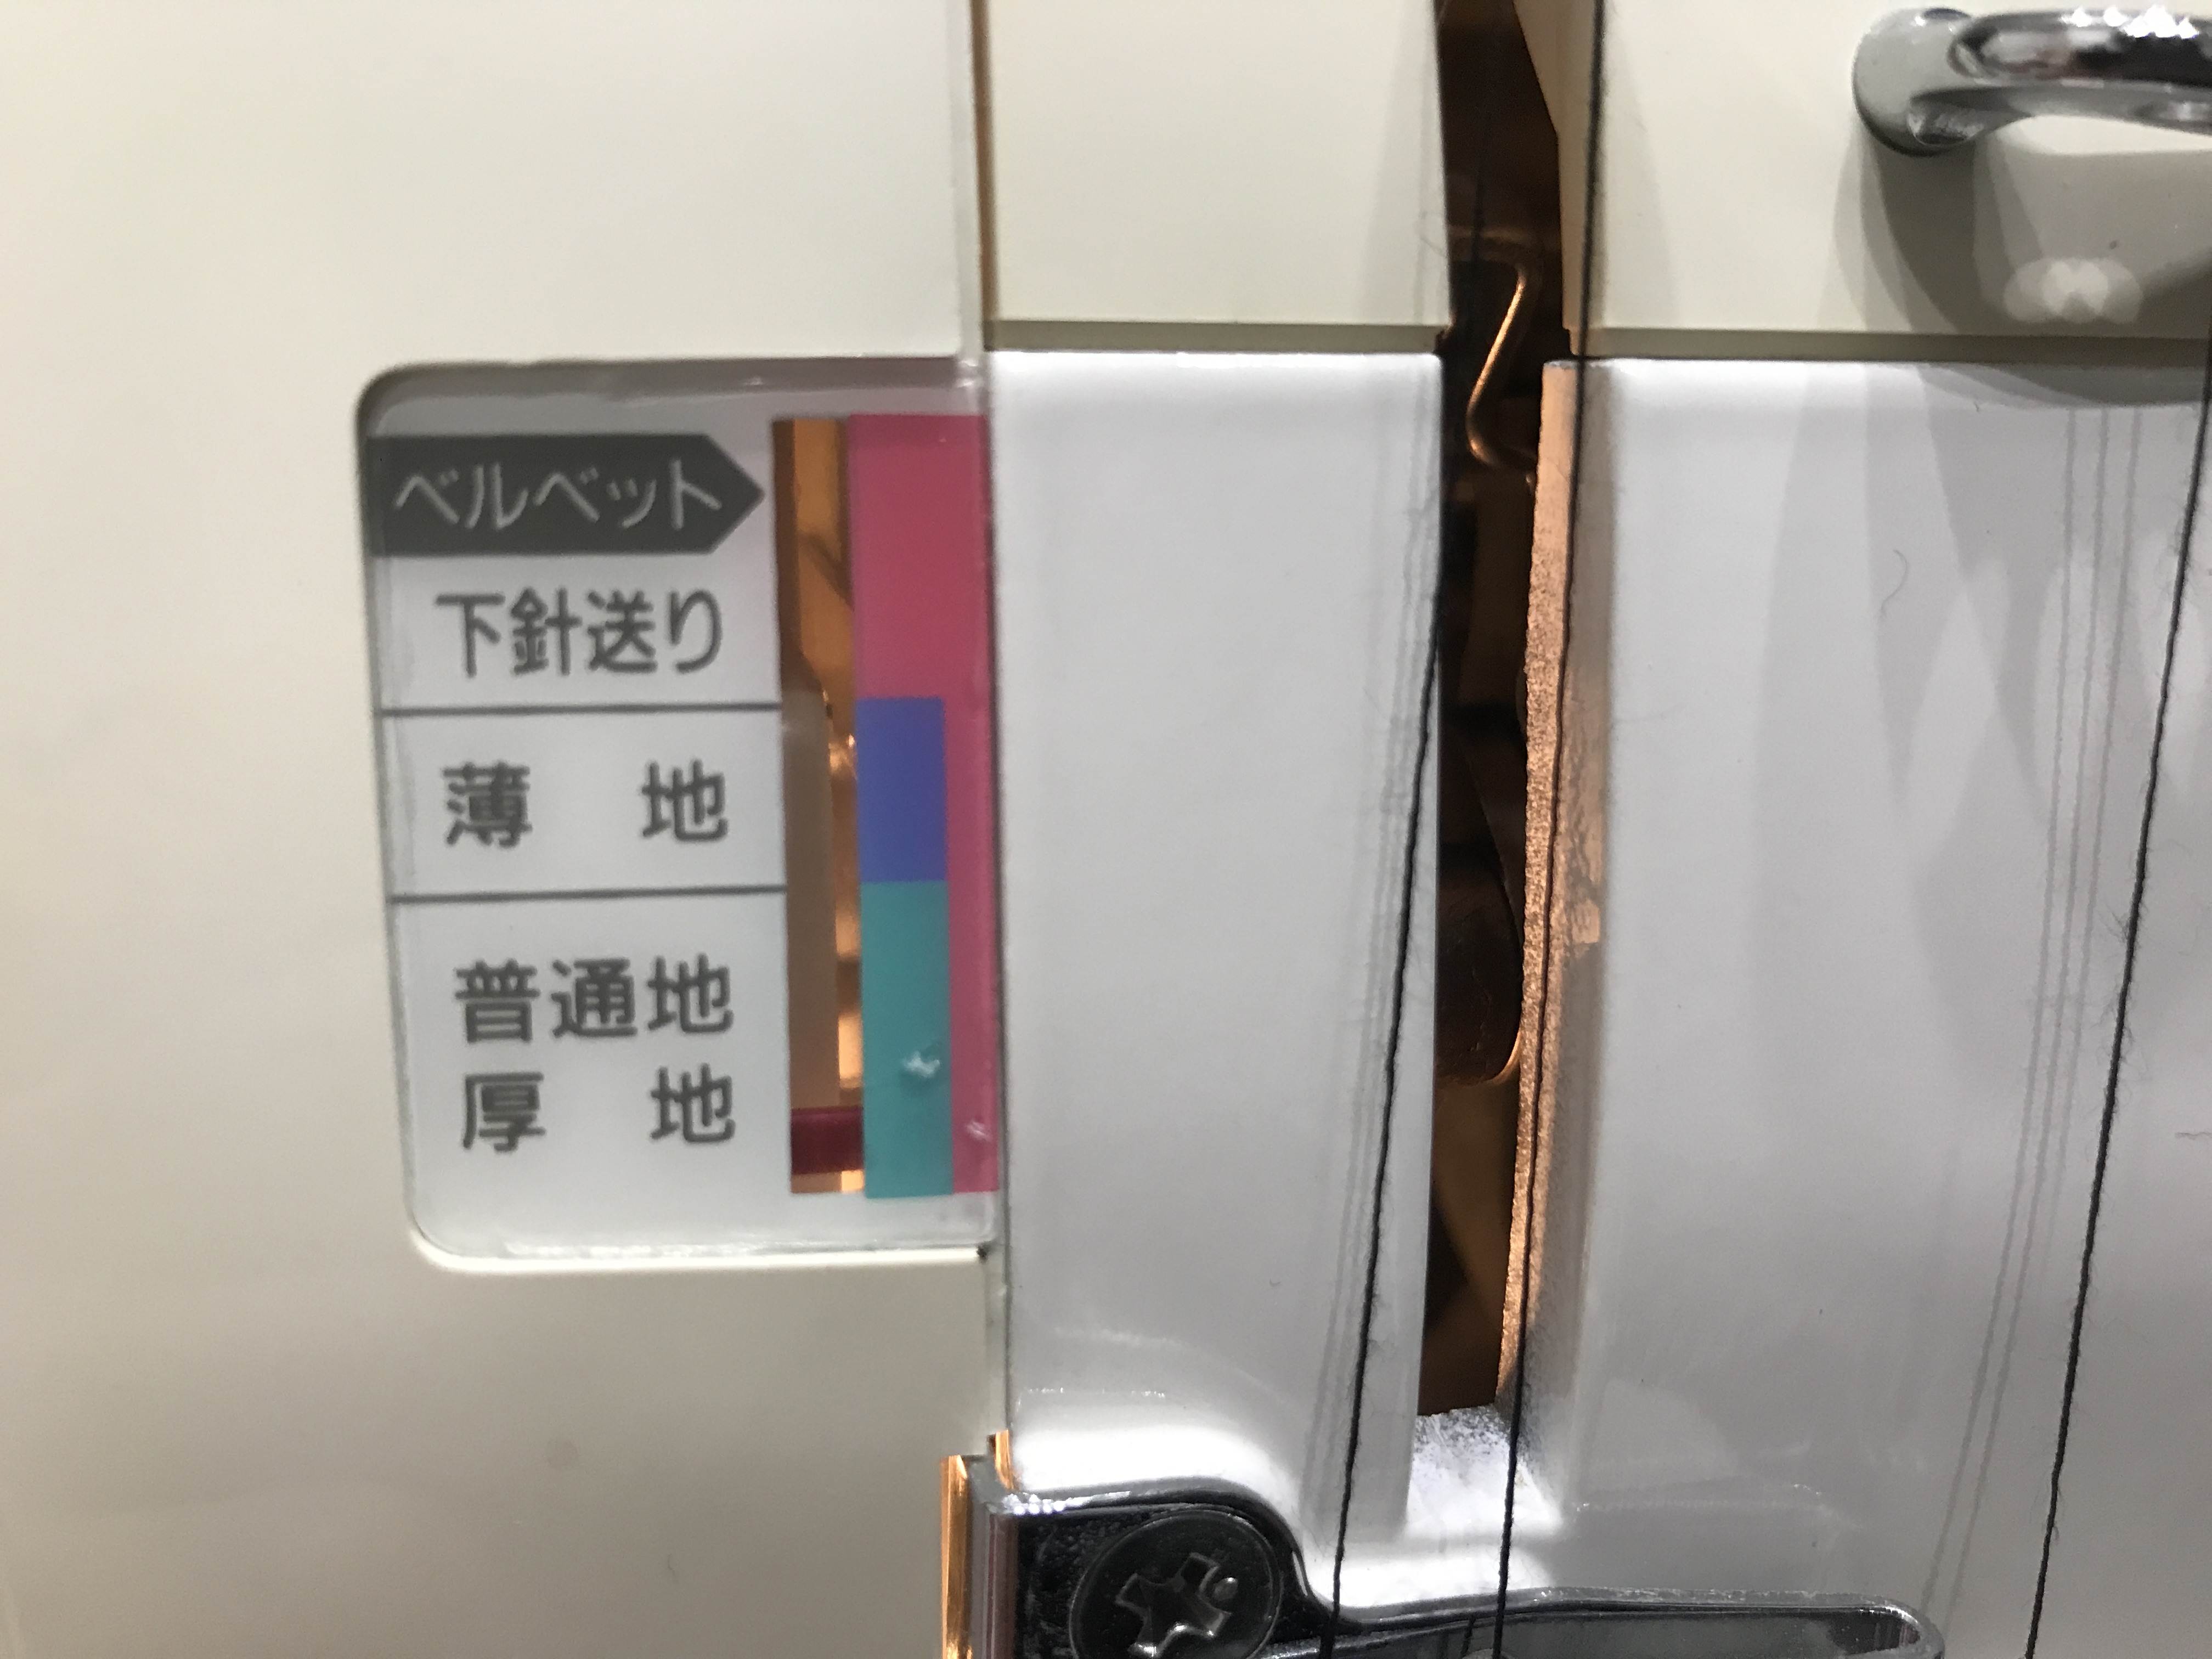 ベルベット
下針送り
薄 地
普通地
厚 地